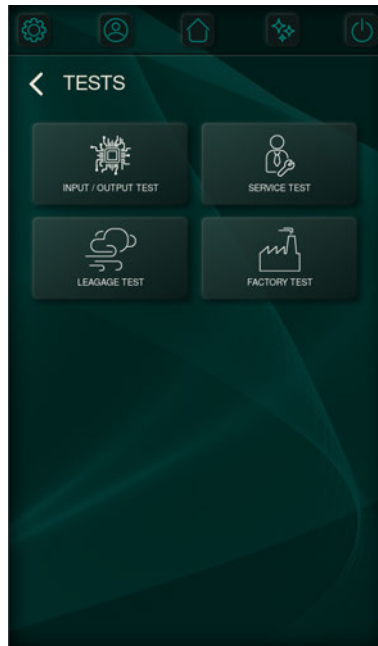 TESTS
INPUT / OUTPUT TEST
SERVICE TEST
LEAGAGE TEST
FACTORY TEST